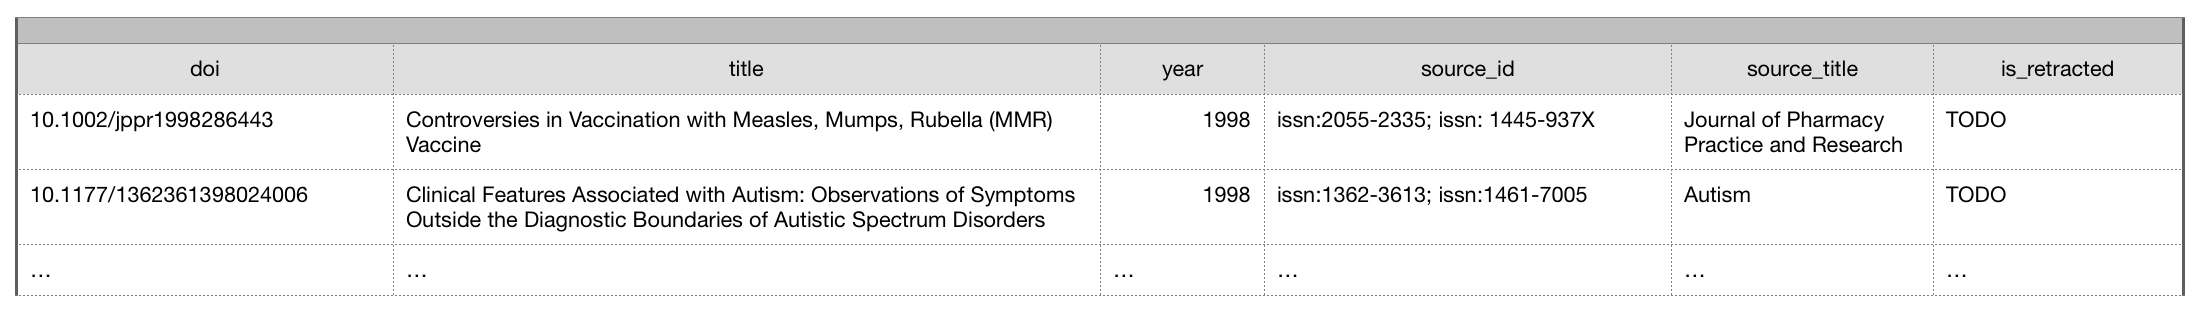 doi title year source_id source_title is_retracted
10.1002/jppr1998286443 Controversies in Vaccination with Measles, Mumps, Rubella (MMR) 1998 issn:2055-2335; issn: 1445-937X Journal of Pharmacy TODO
Vaccine Practice and Research
10.1177/1362361398024006 Clinical Features Associated with Autism: Observations of Symptoms 1998 issn:1362-3613; issn:1461-7005 Autism TODO
Outside the Diagnostic Boundaries of Autistic Spectrum Disorders
… … … … … …